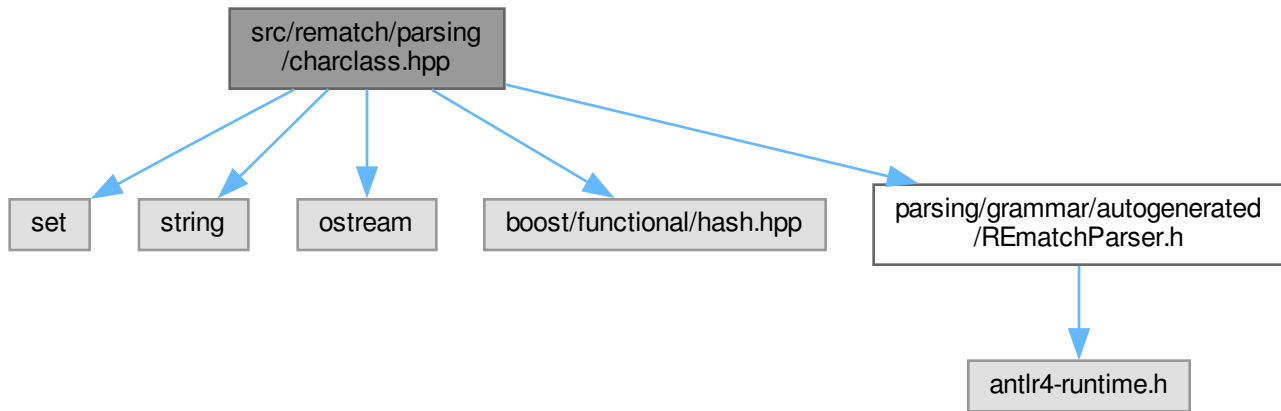 src/rematch/parsing
/charclass.hpp
set
string
ostream
boost/functional/hash.hpp
parsing/grammar/autogenerated
/REmatchParser.h
antlr4-runtime.h